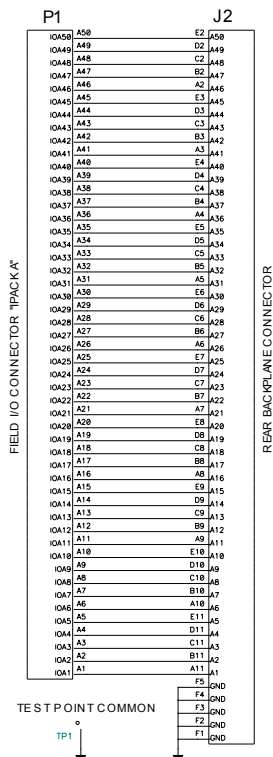 P1 J2
IOA50 A50 E2 A50
IOA49 A49 D2 A49
IOA48 A48 C2 A48
IOA47 A47 B2 A47
IOA46 A46 A2 A46
IOA45 A45 E3 A45
IOA44 A44 D3 A44
IOA43 A43 C3 A43
IOA42 A42 B3 A42
IOA41 A41 A3 A41
IOA40 A40 E4 A40
IOA39 A39 D4 A39
IOA38 A38 C4 A38
IOA37 A37 B4 A37
IOA36 A36 A4 A36
IOA35 A35 E5 A35
IOA34 A34 D5 A34
IOA33 A33 C5 A33
IOA32 A32 B5 A32
IOA31 A31 A5 A31
IOA30 A30 E6 A30
IOA29 A29 D6 A29
IOA28 A28 C6 A28
IOA27 A27 B6 A27
IOA26 A26 A6 A26
IOA25 A25 E7 A25
IOA24 A24 D7 A24
IOA23 A23 C7 A23
IOA22 A22 B7 A22
IOA21 A21 A7 A21
IOA20 A20 E8 A20
IOA19 A19 D8 A19
IOA18 A18 C8 A18
IOA17 A17 B8 A17
IOA16 A16 A8 A16
IOA15 A15 E9 A15
IOA14 A14 D9 A14
IOA13 A13 C9 A13
IOA12 A12 B9 A12
IOA11 A11 A9 A11
IOA10 A10 E10 A10
IOA9 A9 D10 A9
IOA8 A8 C10 A8
IOA7 A7 B10 A7
IOA6 A6 A10 A6
IOA5 A5 E11 A5
IOA4 A4 D11 A4
IOA3 A3 C11 A3
IOA2 A2 B11 A2
IOA1 A1 A11 A1
F5 GND
F4 GND
F3 GND
F2 GND
F1 GND
FIELD I/O CONNECTOR "IPACK A"
REAR BACKPLANE CONNECTOR
TEST POINT COMMON
TP1